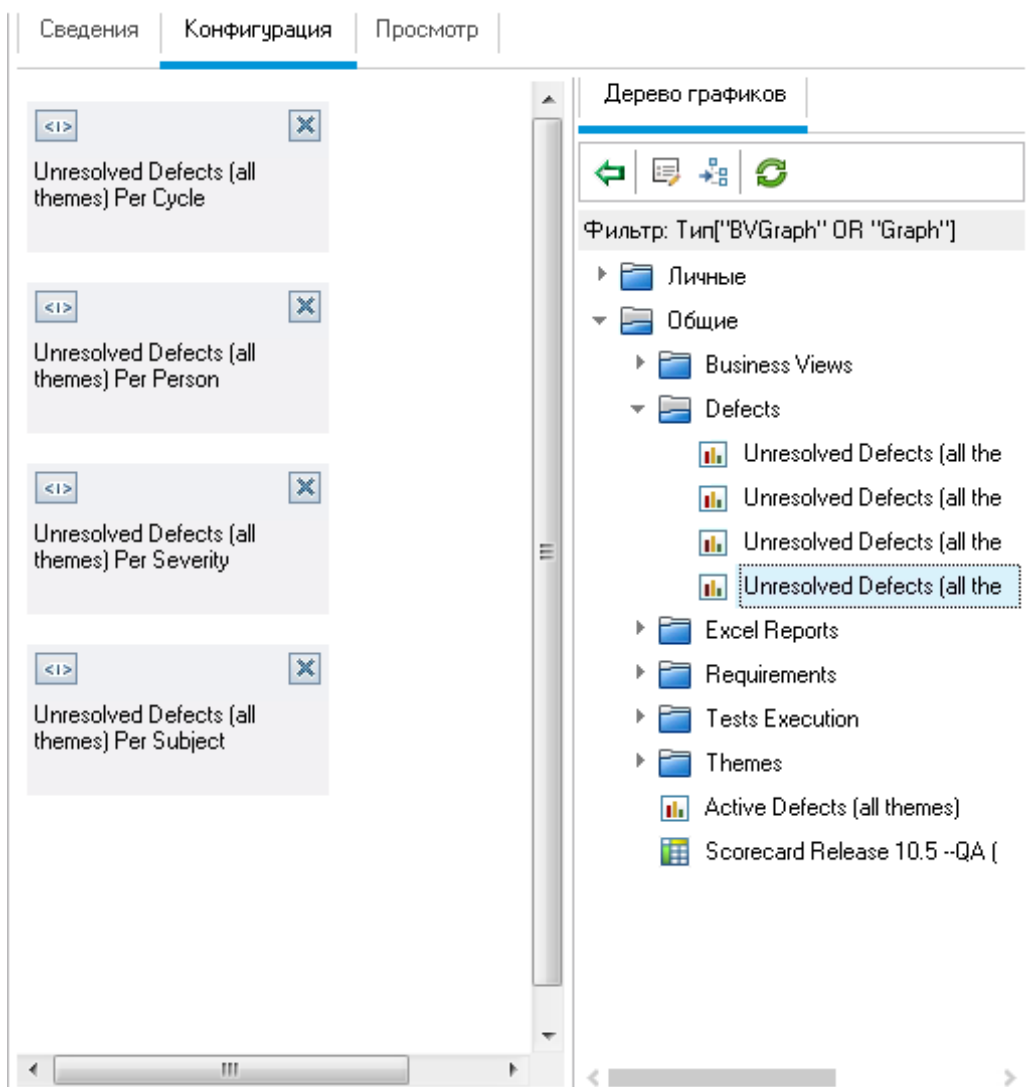 Сведения
Конфигурация
Просмотр
<I>
Unresolved Defects (all
themes) Per Cycle
<I>
Unresolved Defects (all
themes) Per Person
<I>
Unresolved Defects (all
themes) Per Severity
<I>
Unresolved Defects (all
themes) Per Subject
Дерево графиков
Фильтр: Тип["BVGraph" OR "Graph"]
Личные
Общие
Business Views
Defects
Unresolved Defects (all the
Unresolved Defects (all the
Unresolved Defects (all the
Unresolved Defects (all the
Excel Reports
Requirements
Tests Execution
Themes
Active Defects (all themes)
Scorecard Release 10.5 --QA (